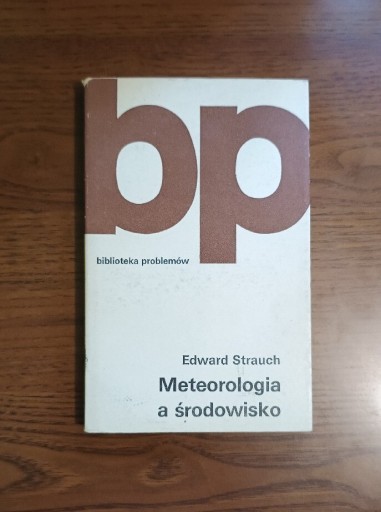 bp
biblioteka problemów
Edward Strauch
Meteorologia
a środowisko